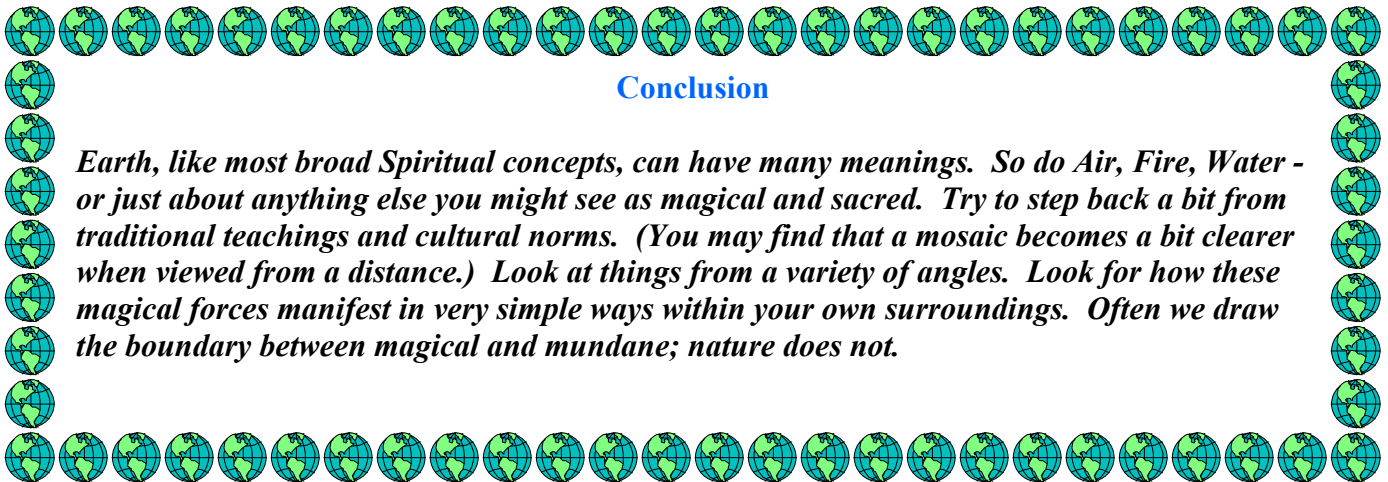 Conclusion
Earth, like most broad Spiritual concepts, can have many meanings.  So do Air, Fire, Water -
or just about anything else you might see as magical and sacred.  Try to step back a bit from
traditional teachings and cultural norms.  (You may find that a mosaic becomes a bit clearer
when viewed from a distance.)  Look at things from a variety of angles.  Look for how these
magical forces manifest in very simple ways within your own surroundings.  Often we draw
the boundary between magical and mundane; nature does not.